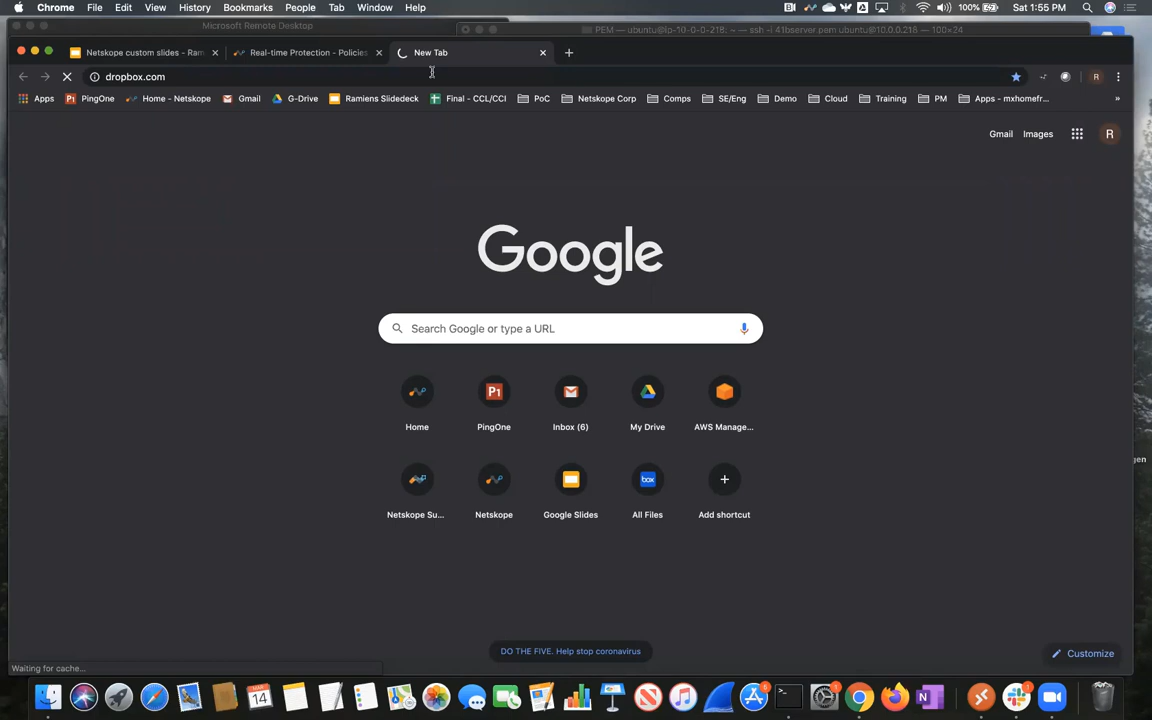 Chrome File Edit View History Bookmarks People Tab Window Help 100% Sat 1:55 PM
Microsoft Remote Desktop
Netskope custom slides - Ram Real-time Protection - Policies New Tab
dropbox.com
Apps PingOne Home - Netskope Gmail G-Drive Ramiens Slidedeck Final - CCL/CCI PoC Netskope Corp Comps SE/Eng Demo Cloud Training PM Apps - mxhomefr... »
Gmail Images R
Google
Search Google or type a URL
Home PingOne Inbox (6) My Drive AWS Manage...
Netskope Su... Netskope Google Slides All Files Add shortcut
DO THE FIVE. Help stop coronavirus
Customize
Waiting for cache...